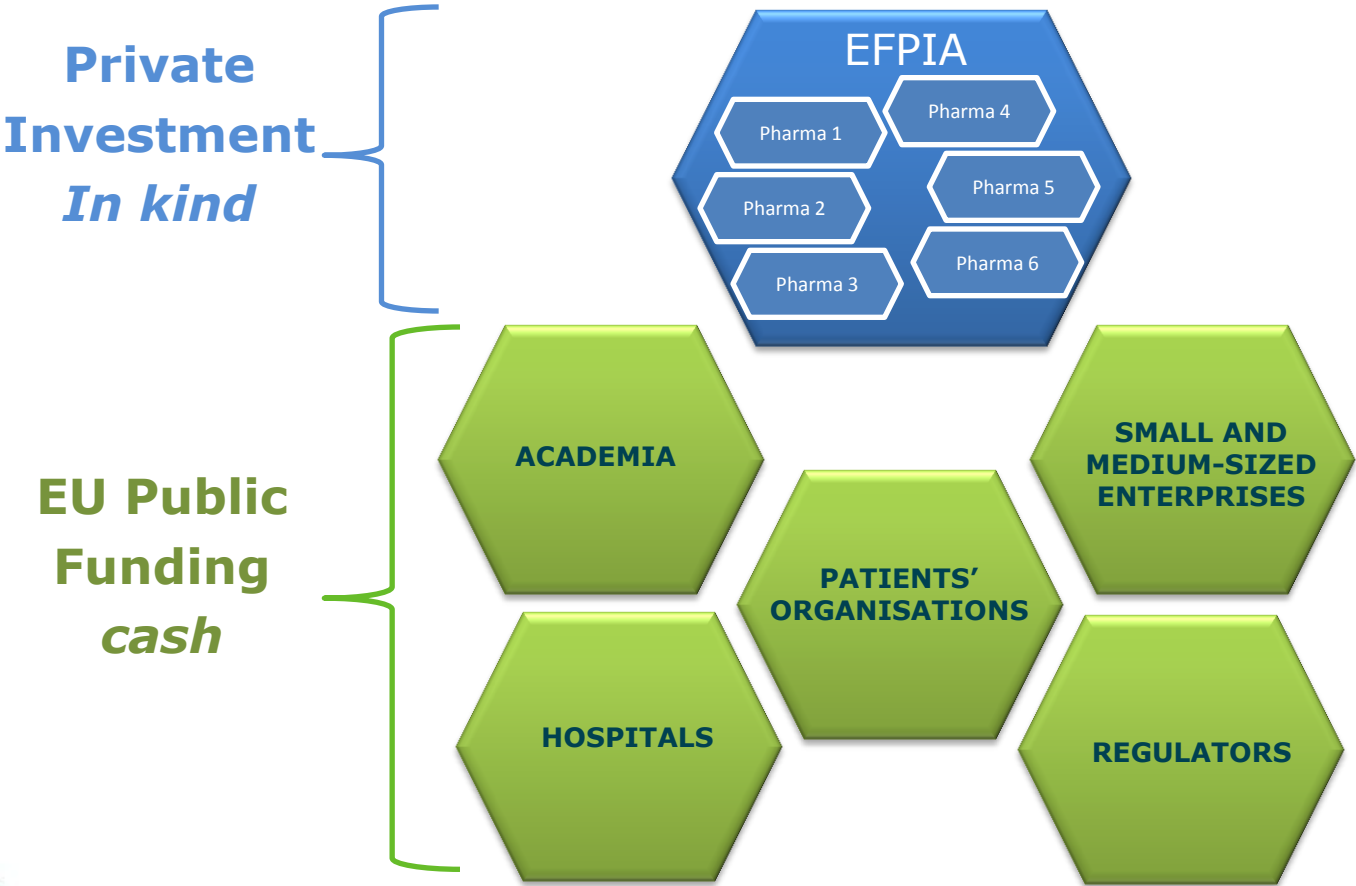 Private
Investment
In kind
EFPIA
Pharma 1
Pharma 4
Pharma 2
Pharma 5
Pharma 3
Pharma 6
EU Public
Funding
cash
ACADEMIA
SMALL AND
MEDIUM-SIZED
ENTERPRISES
PATIENTS’
ORGANISATIONS
HOSPITALS
REGULATORS